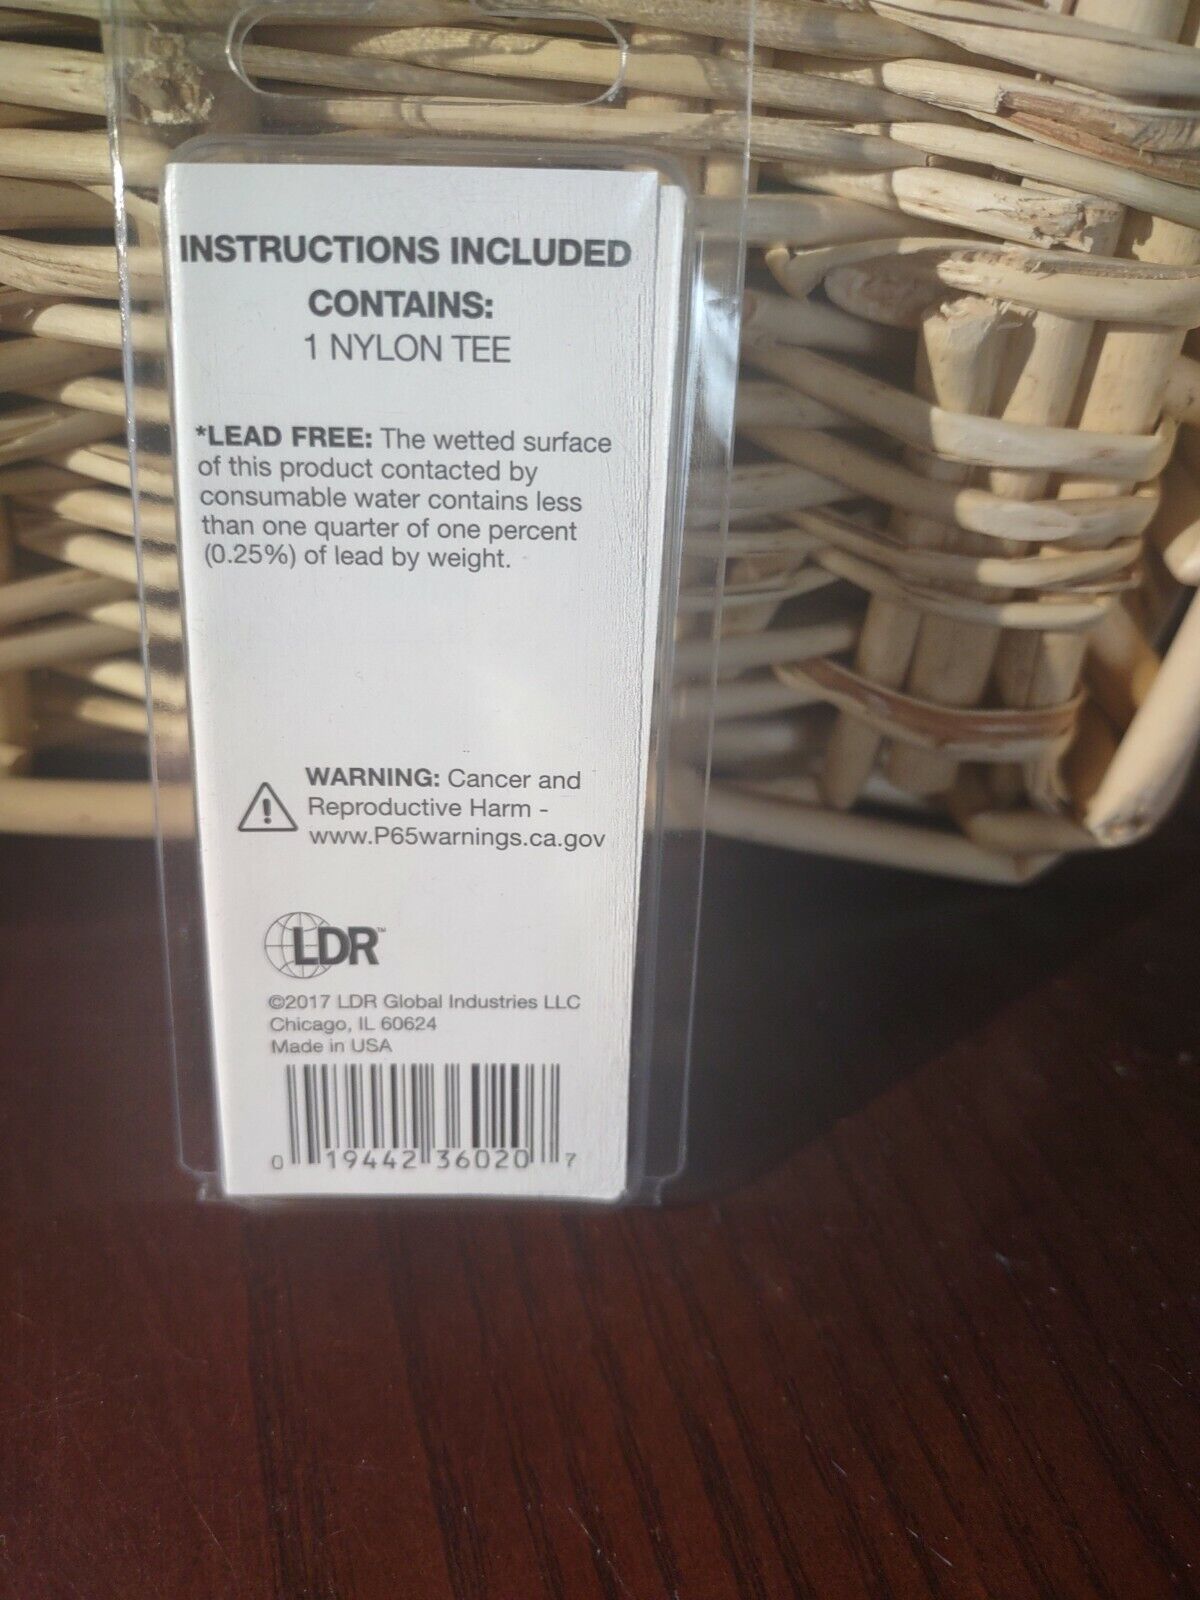 INSTRUCTIONS INCLUDED
CONTAINS:
1 NYLON TEE
*LEAD FREE: The wetted surface
of this product contacted by
consumable water contains less
than one quarter of one percent
(0.25%) of lead by weight.
WARNING: Cancer and
Reproductive Harm -
www.P65warnings.ca.gov
LDR™
©2017 LDR Global Industries LLC
Chicago, IL 60624
Made in USA
0 19442 36020 7